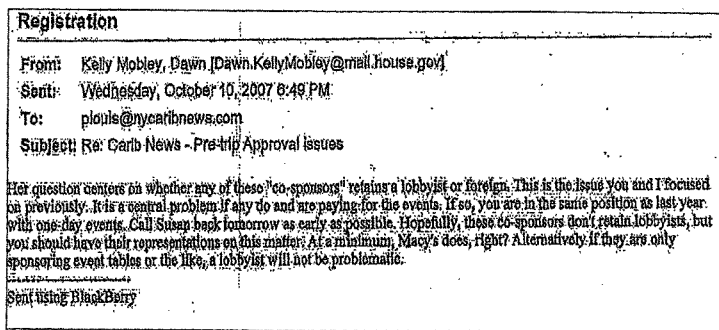 Registration
From: Kelly Mobley, Dawn [Dawn.KellyMobley@mail.house.gov]
Sent: Wednesday, October 10, 2007 6:49 PM
To: plouis@nycaribnews.com
Subject: Re: Carib News - Pre-trip Approval issues
Her question centers on whether any of these "co-sponsors" retains a lobbyist or foreign. This is the issue you and I focused
on previously. It is a central problem if any do and are paying for the events. If so, you are in the same position as last year
with one-day events. Call Susan back tomorrow as early as possible. Hopefully, these co-sponsors don't retain lobbyists, but
you should have their representations on this matter. At a minimum, Macy's does, right? Alternatively if they are only
sponsoring event tables or the like, a lobbyist will not be problematic.
Sent using BlackBerry